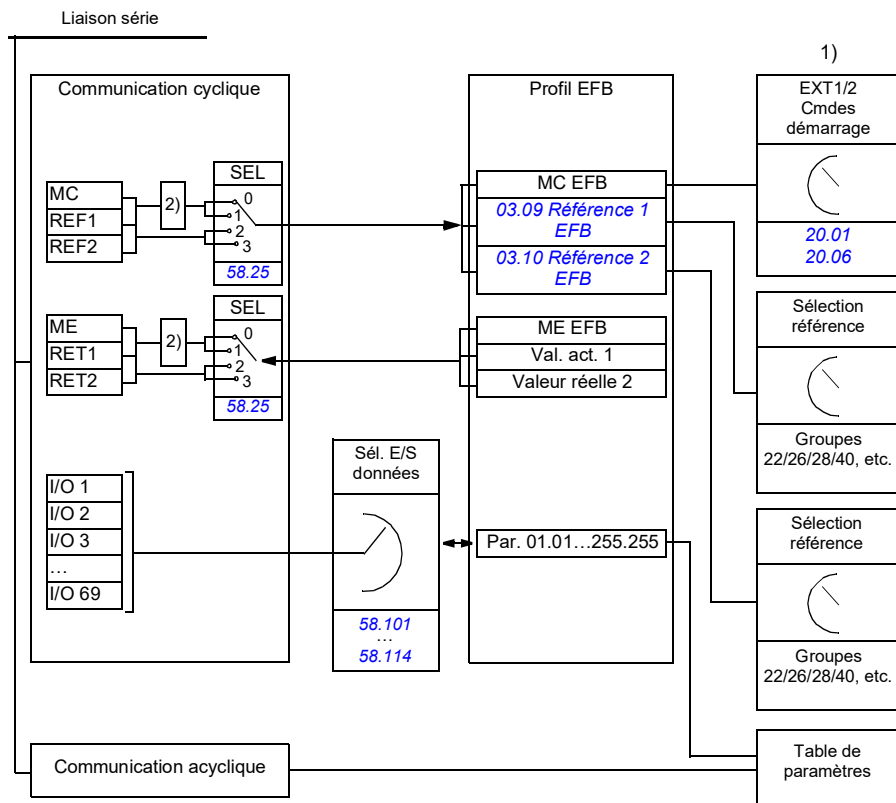 Liaison série
1)
Communication cyclique
Profil EFB
EXT1/2
Cmdes
démarrage
SEL
MC
REF1
REF2
2)
0
1
2
3
58.25
MC EFB
03.09 Référence 1
EFB
03.10 Référence 2
EFB
20.01
20.06
SEL
ME
RET1
RET2
2)
0
1
2
3
58.25
ME EFB
Val. act. 1
Valeur réelle 2
Sélection
référence
Groupes
22/26/28/40, etc.
I/O 1
I/O 2
I/O 3
...
I/O 69
Sél. E/S
données
58.101
...
58.114
Par. 01.01...255.255
Sélection
référence
Groupes
22/26/28/40, etc.
Communication acyclique
Table de
paramètres